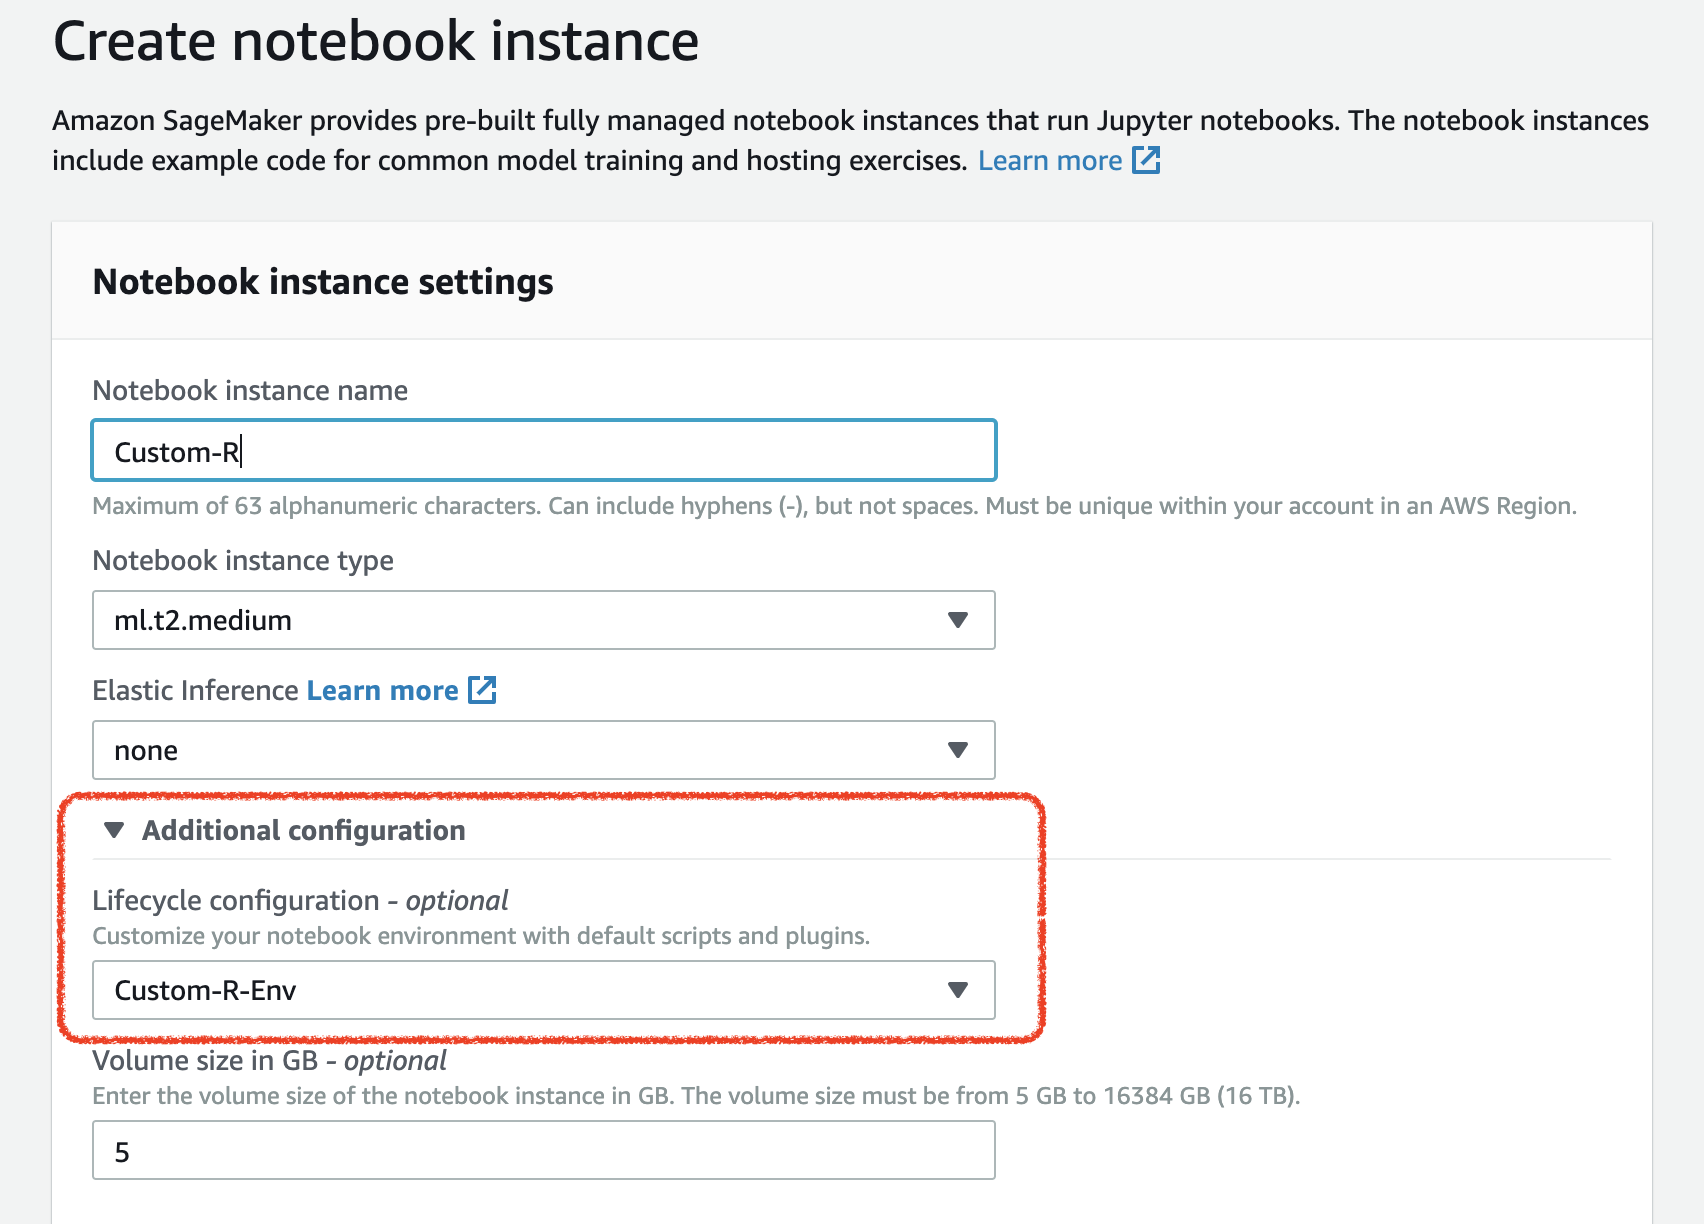 Create notebook instance
Amazon SageMaker provides pre-built fully managed notebook instances that run Jupyter notebooks. The notebook instances
include example code for common model training and hosting exercises. Learn more
Notebook instance settings
Notebook instance name
Custom-R
Maximum of 63 alphanumeric characters. Can include hyphens (-), but not spaces. Must be unique within your account in an AWS Region.
Notebook instance type
ml.t2.medium
Elastic Inference Learn more
none
Additional configuration
Lifecycle configuration - optional
Customize your notebook environment with default scripts and plugins.
Custom-R-Env
Volume size in GB - optional
Enter the volume size of the notebook instance in GB. The volume size must be from 5 GB to 16384 GB (16 TB).
5